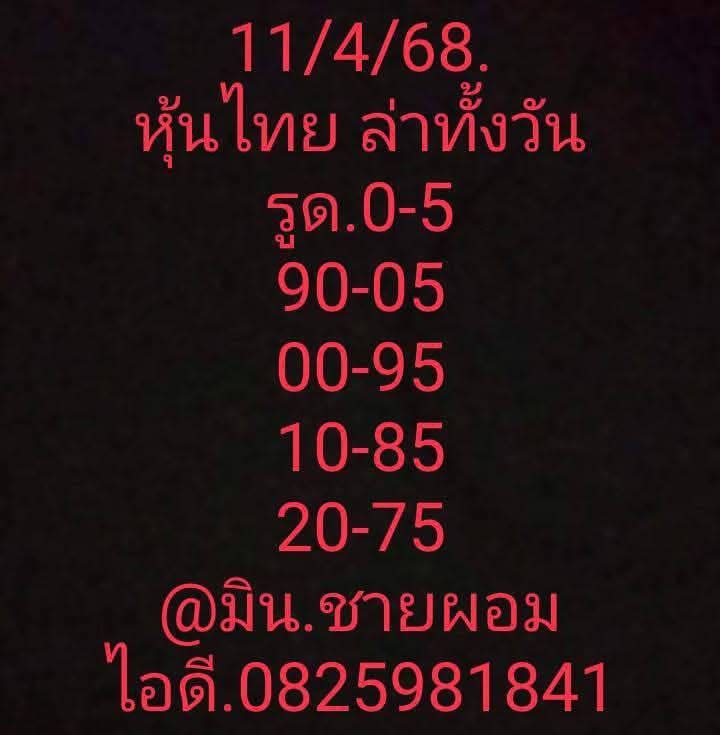 11/4/68.
หุ้นไทย ล่าทั้งวัน
รูด.0-5
90-05
00-95
10-85
20-75
@มิน.ชายผอม
ไอดี.0825981841